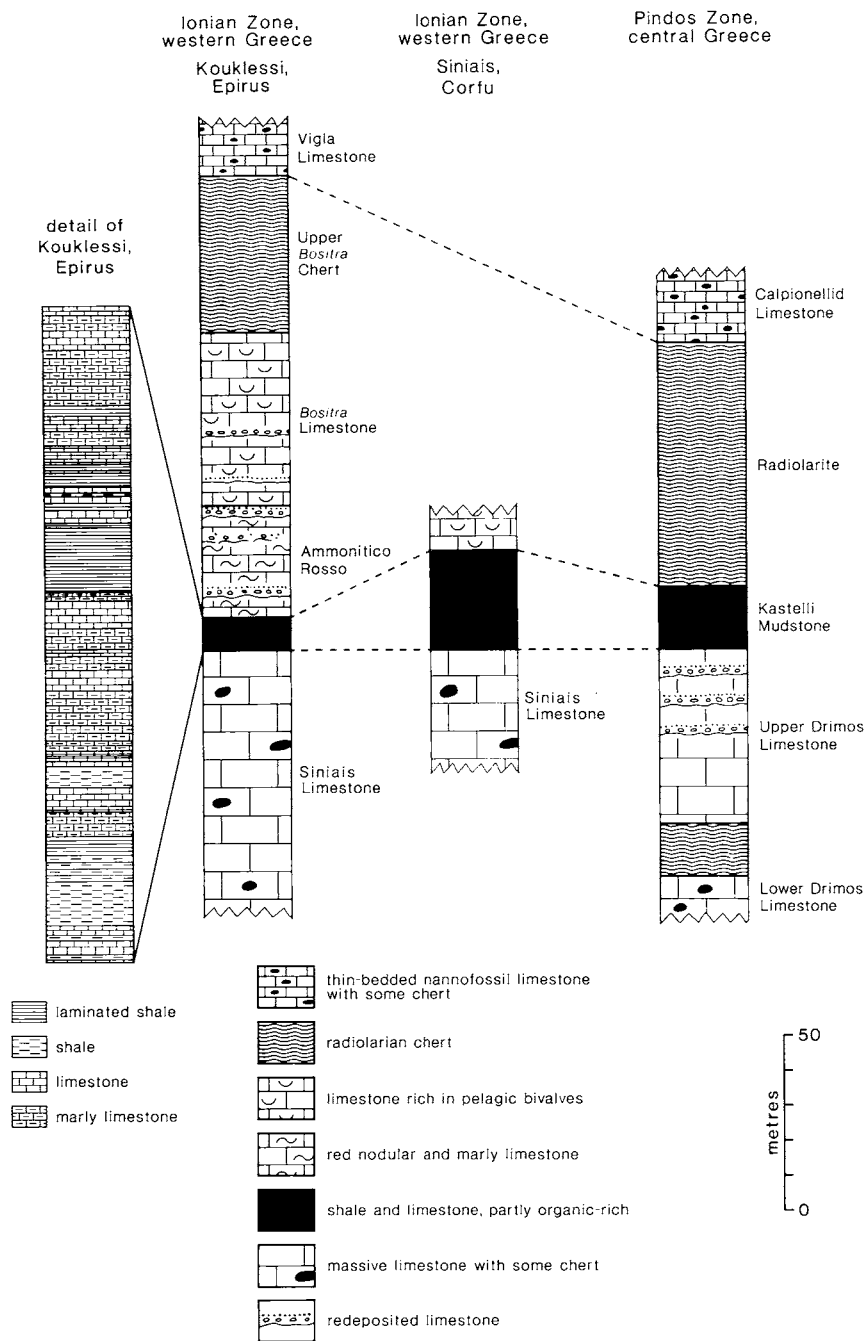 Ionian Zone,
western Greece
Kouklessi,
Epirus
Ionian Zone,
western Greece
Siniais,
Corfu
Pindos Zone,
central Greece
detail of
Kouklessi,
Epirus
Vigla
Limestone
Upper
Bositra
Chert
Bositra
Limestone
Ammonitico
Rosso
Siniais
Limestone
Siniais
Limestone
Calpionellid
Limestone
Radiolarite
Kastelli
Mudstone
Upper Drimos
Limestone
Lower Drimos
Limestone
laminated shale
shale
limestone
marly limestone
thin-bedded nannofossil limestone
with some chert
radiolarian chert
limestone rich in pelagic bivalves
red nodular and marly limestone
shale and limestone, partly organic-rich
massive limestone with some chert
redeposited limestone
50
metres
0